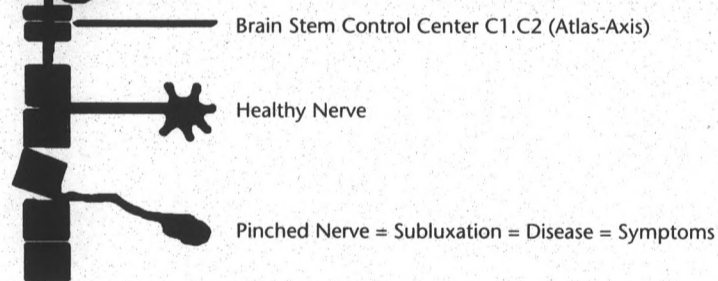 Brain Stem Control Center C1.C2 (Atlas-Axis)
Healthy Nerve
Pinched Nerve = Subluxation = Disease = Symptoms